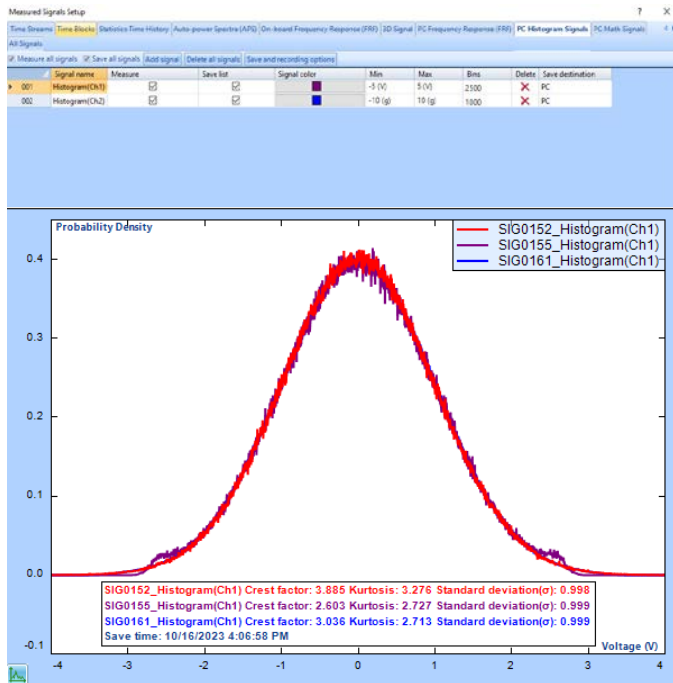 Measured Signals Setup ? X
Time Streams Time Blocks Statistics Time History Auto-power Spectra (APS) On-board Frequency Response (FRF) 3D Signal PC Frequency Response (FRF) PC Histogram Signals PC Math Signals
All Signals
Measure all signals Save all signals Add signal Delete all signals Save and recording options
Signal name Measure Save list Signal color Min Max Bins Delete Save destination
001 Histogram(Ch1) -5 (V) 5 (V) 2500 PC
002 Histogram(Ch2) -10 (g) 10 (g) 1000 PC
Probability Density
SIG0152_Histogram(Ch1)
SIG0155_Histogram(Ch1)
SIG0161_Histogram(Ch1)
0.4
0.3
0.2
0.1
0.0
SIG0152_Histogram(Ch1) Crest factor: 3.885 Kurtosis: 3.276 Standard deviation(σ): 0.998
SIG0155_Histogram(Ch1) Crest factor: 2.603 Kurtosis: 2.727 Standard deviation(σ): 0.999
SIG0161_Histogram(Ch1) Crest factor: 3.036 Kurtosis: 2.713 Standard deviation(σ): 0.999
Save time: 10/16/2023 4:06:58 PM
-0.1 Voltage (V)
-4 -3 -2 -1 0 1 2 3 4